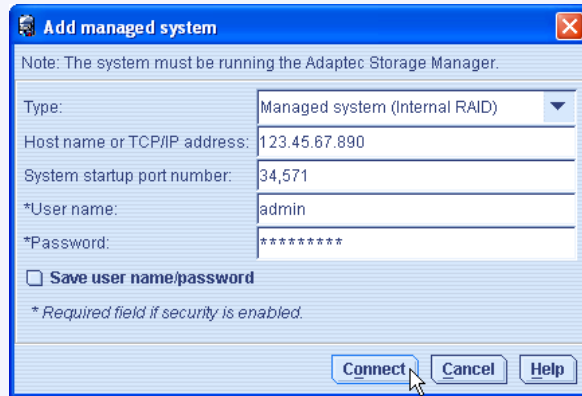 Add managed system
Note: The system must be running the Adaptec Storage Manager.
Type: Managed system (Internal RAID)
Host name or TCP/IP address: 123.45.67.890
System startup port number: 34,571
*User name: admin
*Password: *********
Save user name/password
* Required field if security is enabled.
Connect Cancel Help